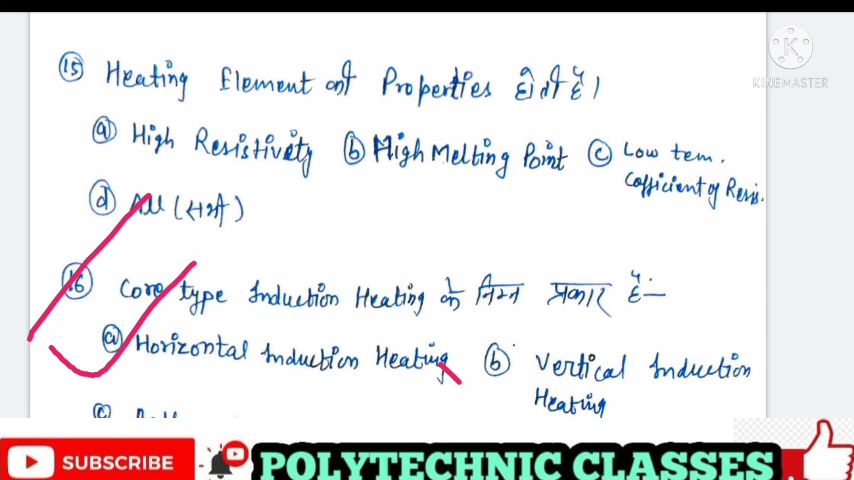 K
KINEMASTER
(15) Heating Element की Properties होती हैं।
(a) High Resistivity (b) High Melting Point (c) Low tem.
Cofficient of Resis.
(d) All (सभी)
(16) Core type Induction Heating के निम्न प्रकार हैं:-
(a) Horizontal Induction Heating (b) Vertical Induction
Heating
(c)
SUBSCRIBE POLYTECHNIC CLASSES.